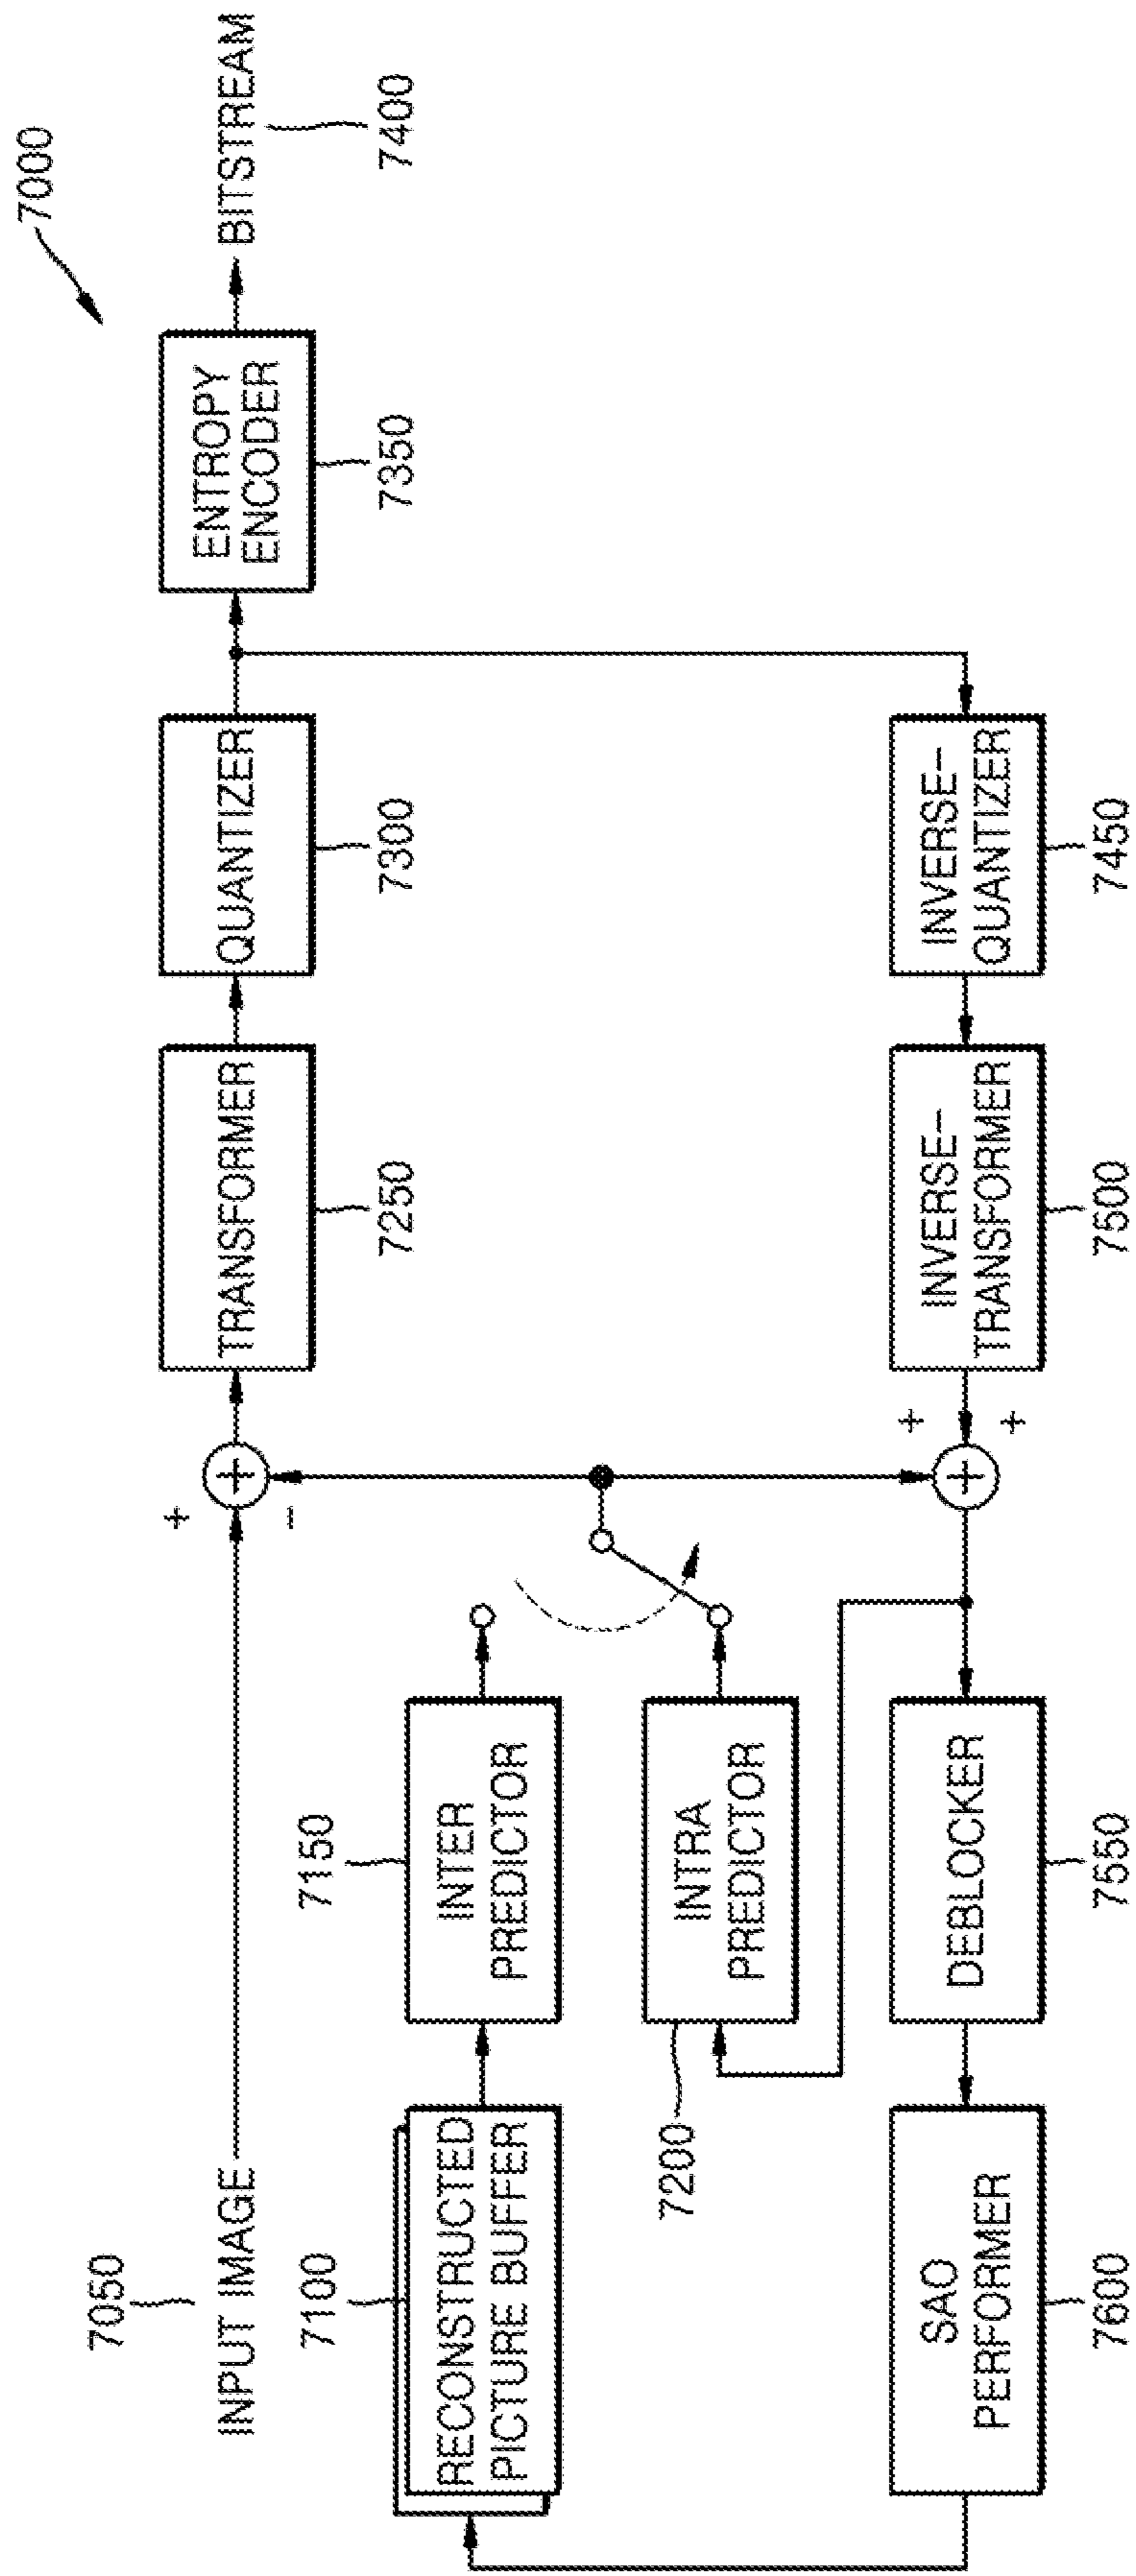 7000
7050
INPUT IMAGE
+
−
TRANSFORMER
7250
QUANTIZER
7300
ENTROPY
ENCODER
7350
BITSTREAM
7400
7100
RECONSTRUCTED
PICTURE BUFFER
7150
INTER
PREDICTOR
7200
INTRA
PREDICTOR
SAO
PERFORMER
7600
DEBLOCKER
7550
+
+
INVERSE−
TRANSFORMER
7500
INVERSE−
QUANTIZER
7450